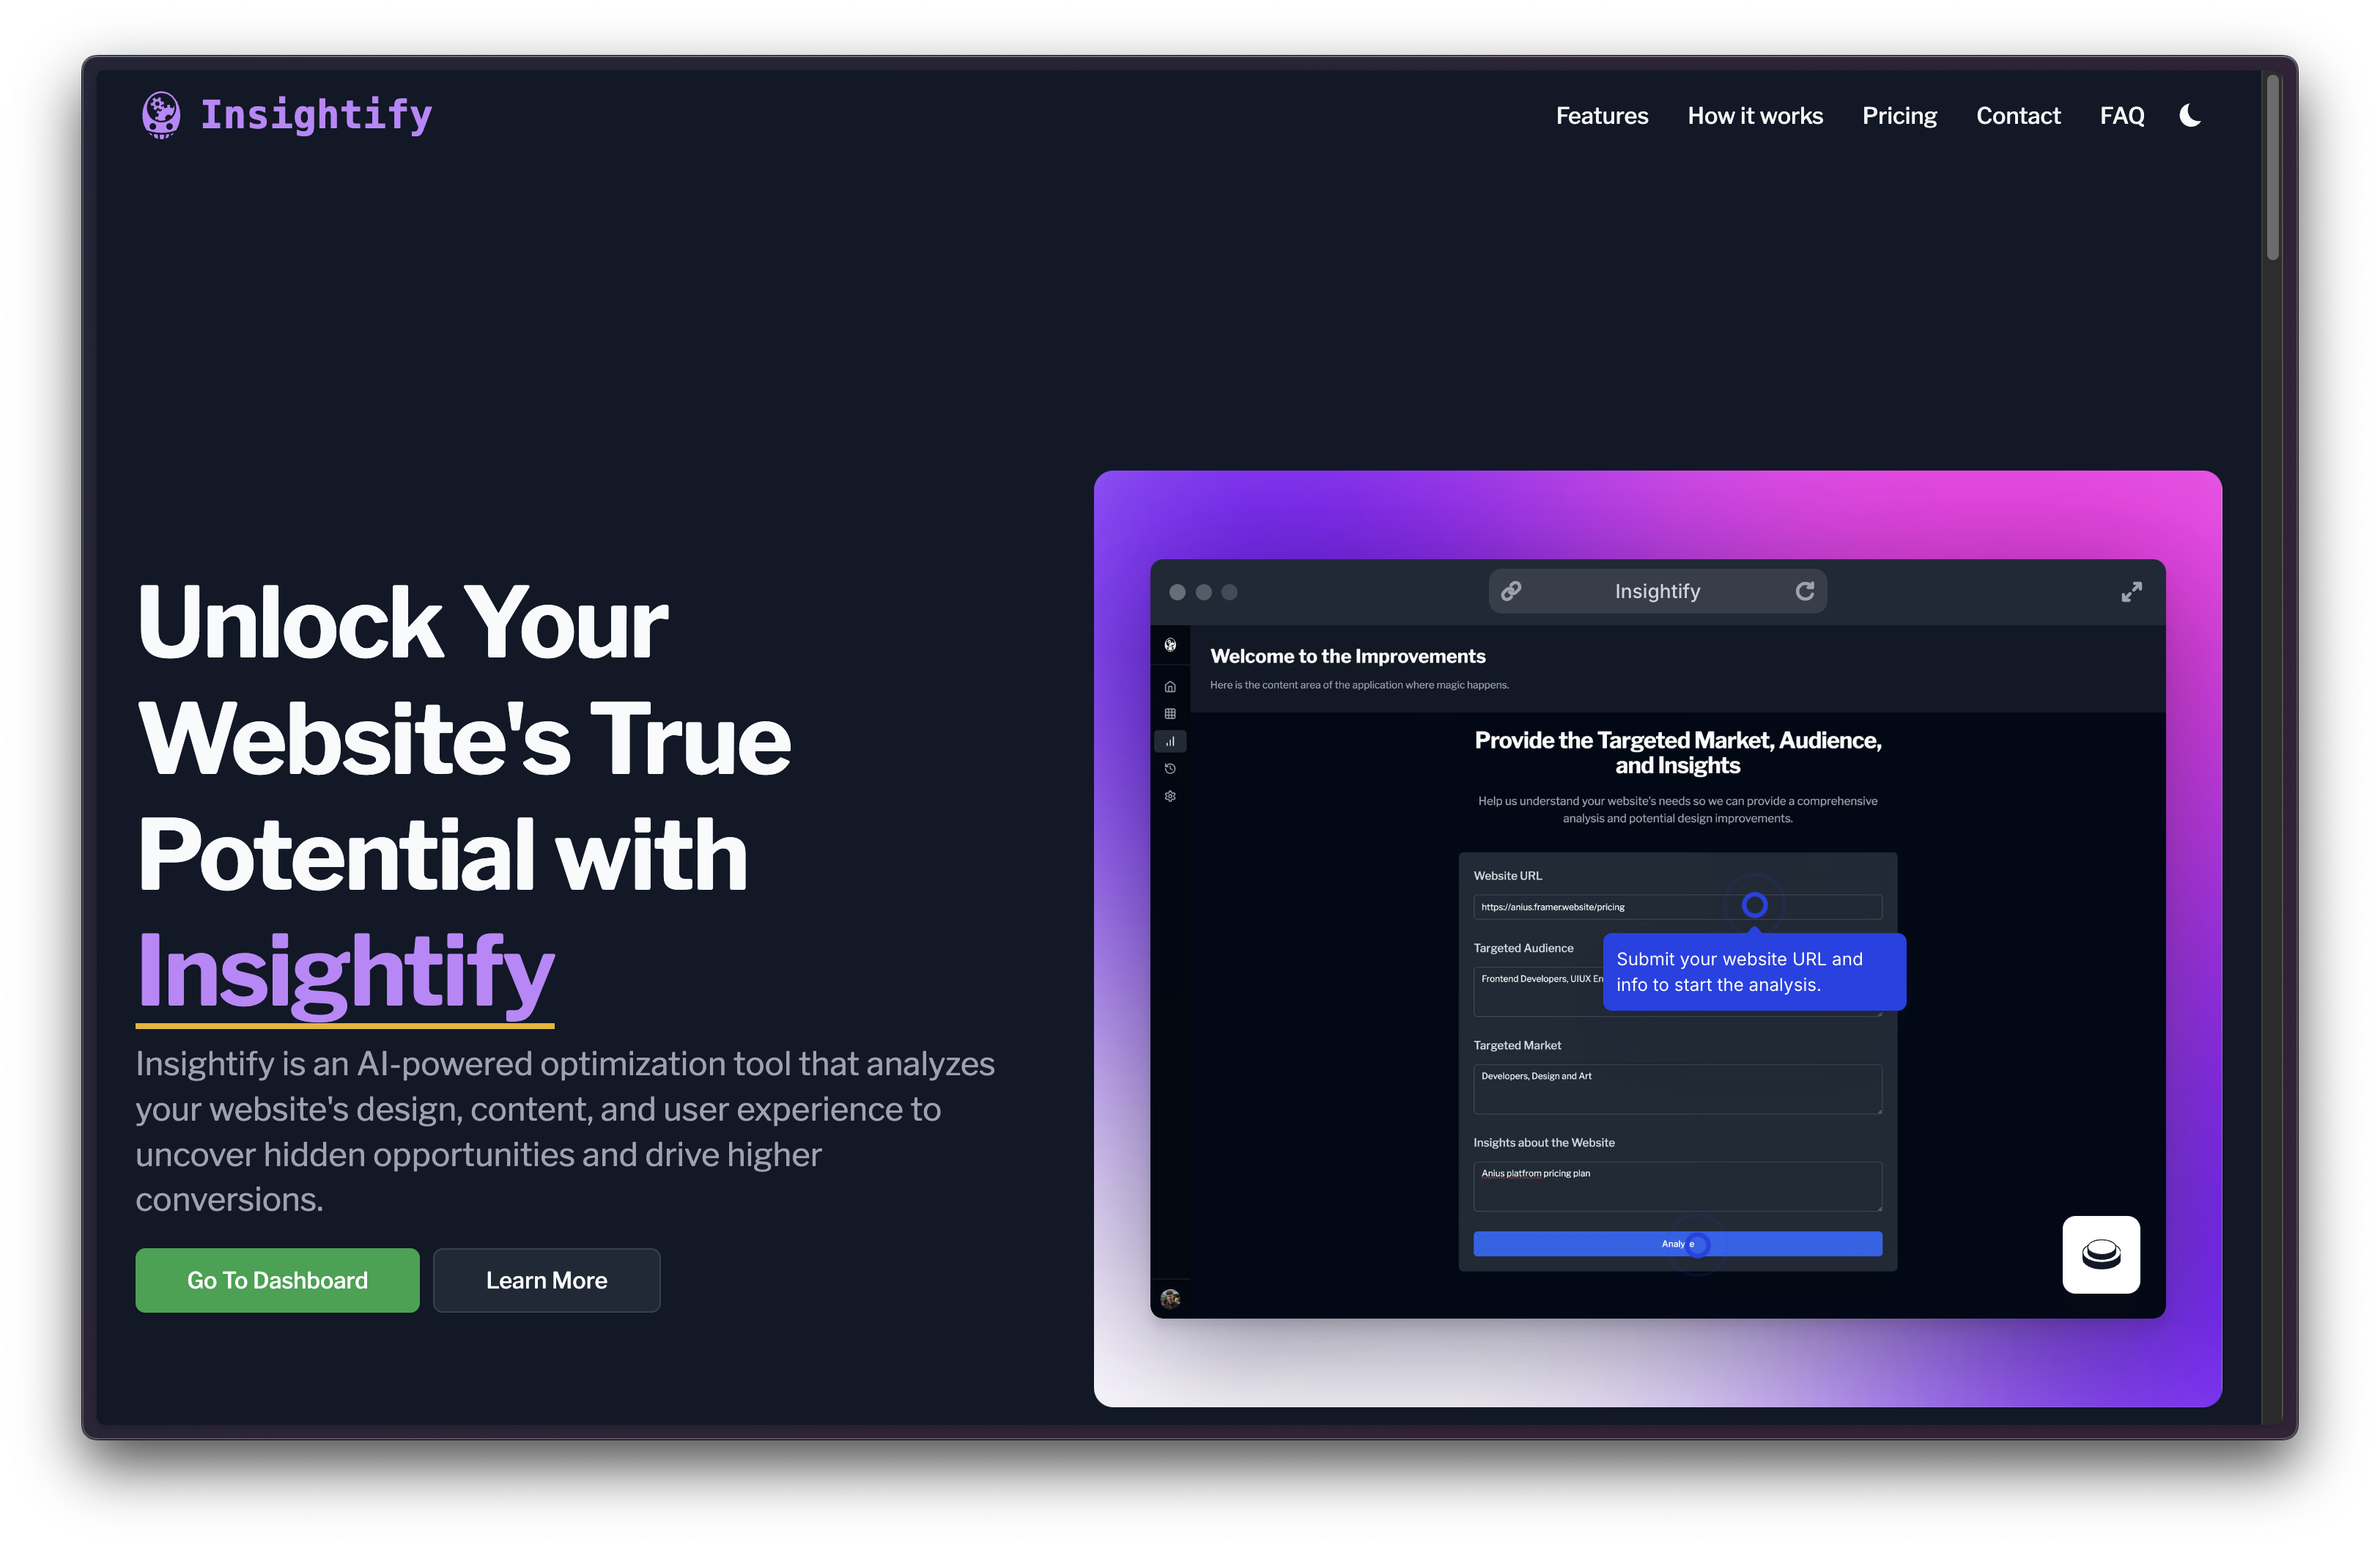 Insightify
Features How it works Pricing Contact FAQ
Unlock Your
Website's True
Potential with
Insightify
Insightify is an AI-powered optimization tool that analyzes
your website's design, content, and user experience to
uncover hidden opportunities and drive higher
conversions.
Go To Dashboard Learn More
Insightify
Welcome to the Improvements
Here is the content area of the application where magic happens.
Provide the Targeted Market, Audience,
and Insights
Help us understand your website's needs so we can provide a comprehensive
analysis and potential design improvements.
Website URL
https://anius.framer.website/pricing
Submit your website URL and
info to start the analysis.
Targeted Audience
Frontend Developers, UIUX En
Targeted Market
Developers, Design and Art
Insights about the Website
Anius platfrom pricing plan
Analyze